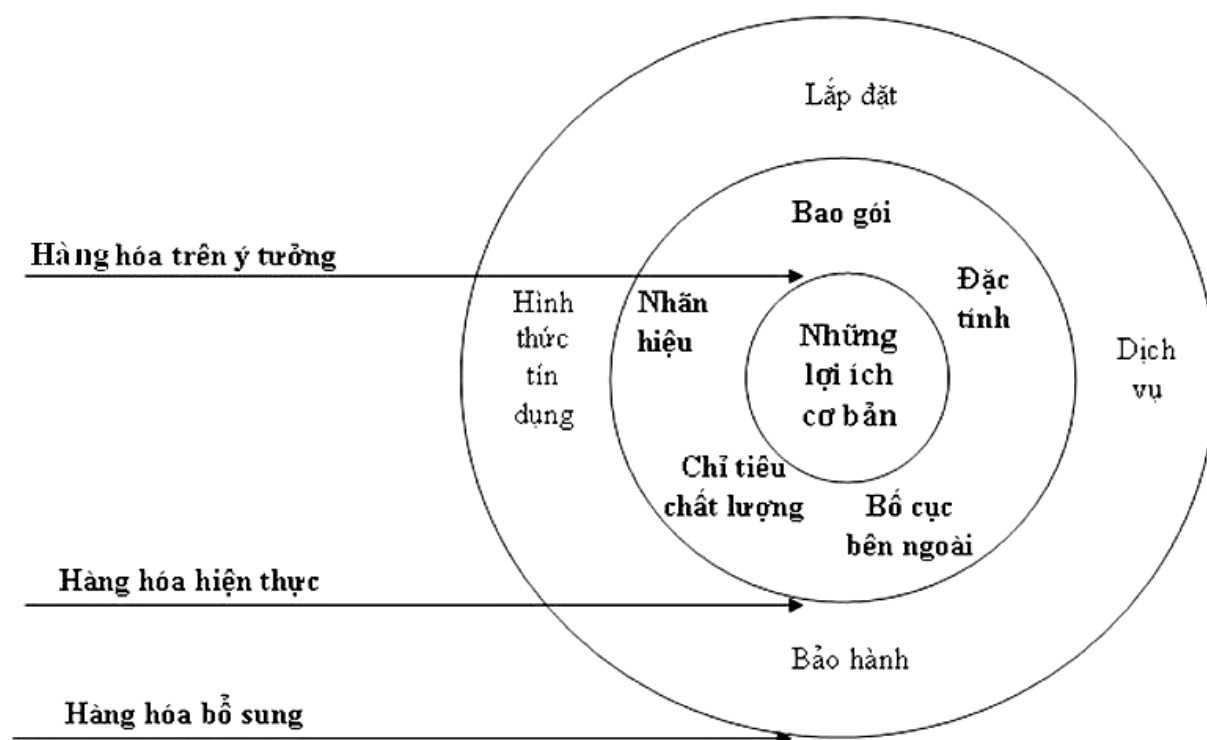 Lắp đặt
Bao gói
Hàng hóa trên ý tưởng
Đặc
tính
Hình
thức
tín
dụng
Nhãn
hiệu
Những
lợi ích
cơ bản
Dịch
vụ
Chỉ tiêu
chất lượng
Bố cục
bên ngoài
Hàng hóa hiện thực
Bảo hành
Hàng hóa bổ sung